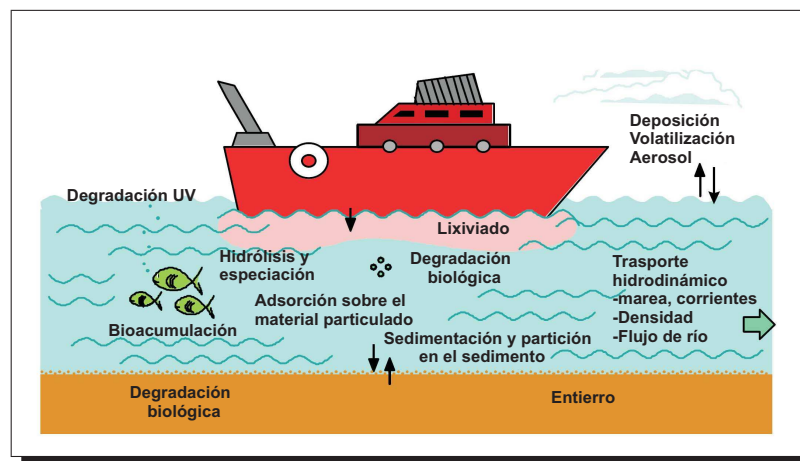 Deposición
Volatilización
Aerosol
Degradación UV
Lixiviado
Hidrólisis y
especiación
Degradación
biológica
Trasporte
hidrodinámico
-marea, corrientes
-Densidad
-Flujo de río
Adsorción sobre el
material particulado
Bioacumulación
Sedimentación y partición
en el sedimento
Degradación
biológica
Entierro